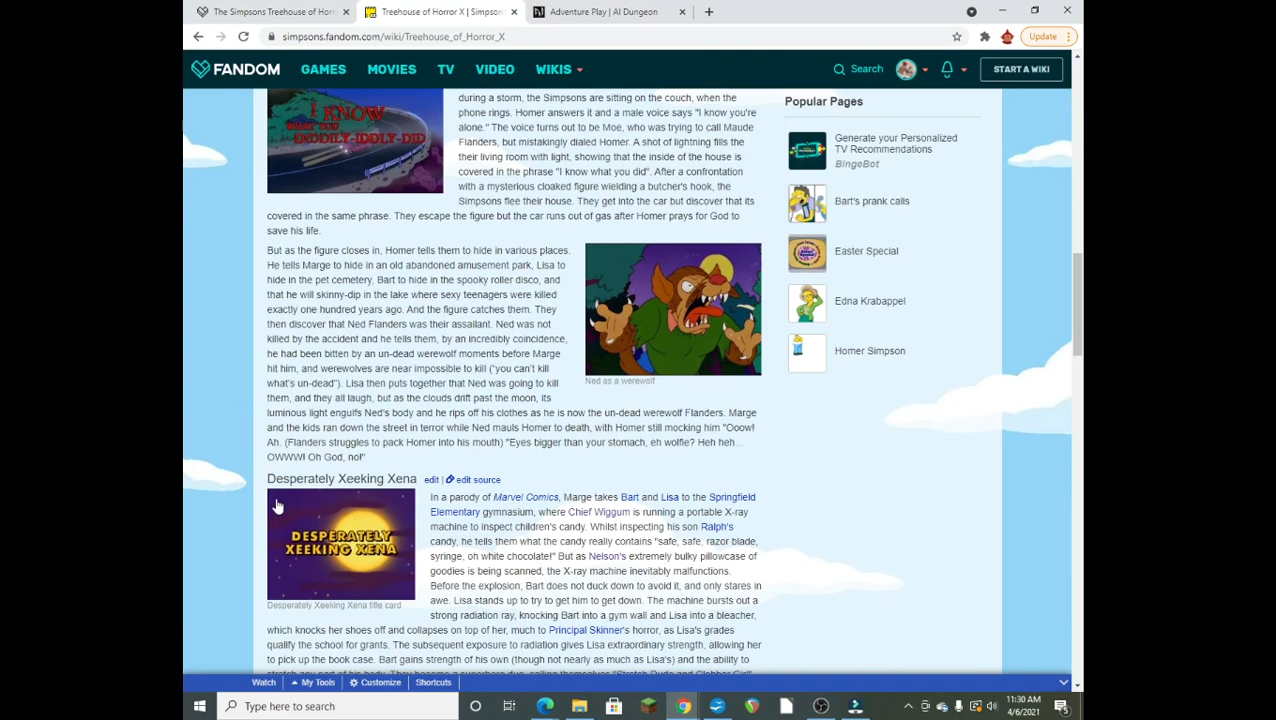 The Simpsons Treehouse of Horr
Treehouse of Horror X | Simpson
Adventure Play | AI Dungeon
simpsons.fandom.com/wiki/Treehouse_of_Horror_X
Update
FANDOM
GAMES
MOVIES
TV
VIDEO
WIKIS
Search
START A WIKI
I KNOW
WHAT YOU
DIDDILY-IDDLY-DID
during a storm, the Simpsons are sitting on the couch, when the
phone rings. Homer answers it and a male voice says "I know you're
alone." The voice turns out to be Moe, who was trying to call Maude
Flanders, but mistakingly dialed Homer. A shot of lightning fills the
their living room with light, showing that the inside of the house is
covered in the phrase "I know what you did". After a confrontation
with a mysterious cloaked figure wielding a butcher's hook, the
Simpsons flee their house. They get into the car but discover that its
covered in the same phrase. They escape the figure but the car runs out of gas after Homer prays for God to
save his life.
But as the figure closes in, Homer tells them to hide in various places.
He tells Marge to hide in an old abandoned amusement park, Lisa to
hide in the pet cemetery, Bart to hide in the spooky roller disco, and
that he will skinny-dip in the lake where sexy teenagers were killed
exactly one hundred years ago. And the figure catches them. They
then discover that Ned Flanders was their assailant. Ned was not
killed by the accident and he tells them, by an incredibly coincidence,
he had been bitten by an un-dead werewolf moments before Marge
hit him, and werewolves are near impossible to kill ("you can't kill
what's un-dead"). Lisa then puts together that Ned was going to kill
them, and they all laugh, but as the clouds drift past the moon, its
luminous light engulfs Ned's body and he rips off his clothes as he is now the un-dead werewolf Flanders. Marge
and the kids ran down the street in terror while Ned mauls Homer to death, with Homer still mocking him "Ooow!
Ah. (Flanders struggles to pack Homer into his mouth) "Eyes bigger than your stomach, eh wolfie? Heh heh...
OWWW! Oh God, no!"
Ned as a werewolf
Desperately Xeeking Xena edit | edit source
DESPERATELY
XEEKING XENA
Desperately Xeeking Xena title card
In a parody of Marvel Comics, Marge takes Bart and Lisa to the Springfield
Elementary gymnasium, where Chief Wiggum is running a portable X-ray
machine to inspect children's candy. Whilst inspecting his son Ralph's
candy, he tells them what the candy really contains "safe, safe, razor blade,
syringe, oh white chocolate!" But as Nelson's extremely bulky pillowcase of
goodies is being scanned, the X-ray machine inevitably malfunctions.
Before the explosion, Bart does not duck down to avoid it, and only stares in
awe. Lisa stands up to try to get him to get down. The machine bursts out a
strong radiation ray, knocking Bart into a gym wall and Lisa into a bleacher,
which knocks her shoes off and collapses on top of her, much to Principal Skinner's horror, as Lisa's grades
qualify the school for grants. The subsequent exposure to radiation gives Lisa extraordinary strength, allowing her
to pick up the book case. Bart gains strength of his own (though not nearly as much as Lisa's) and the ability to
Popular Pages
Generate your Personalized
TV Recommendations
BingeBot
Bart's prank calls
Easter Special
Edna Krabappel
Homer Simpson
Watch
My Tools
Customize
Shortcuts
Type here to search
11:30 AM
4/6/2021
5